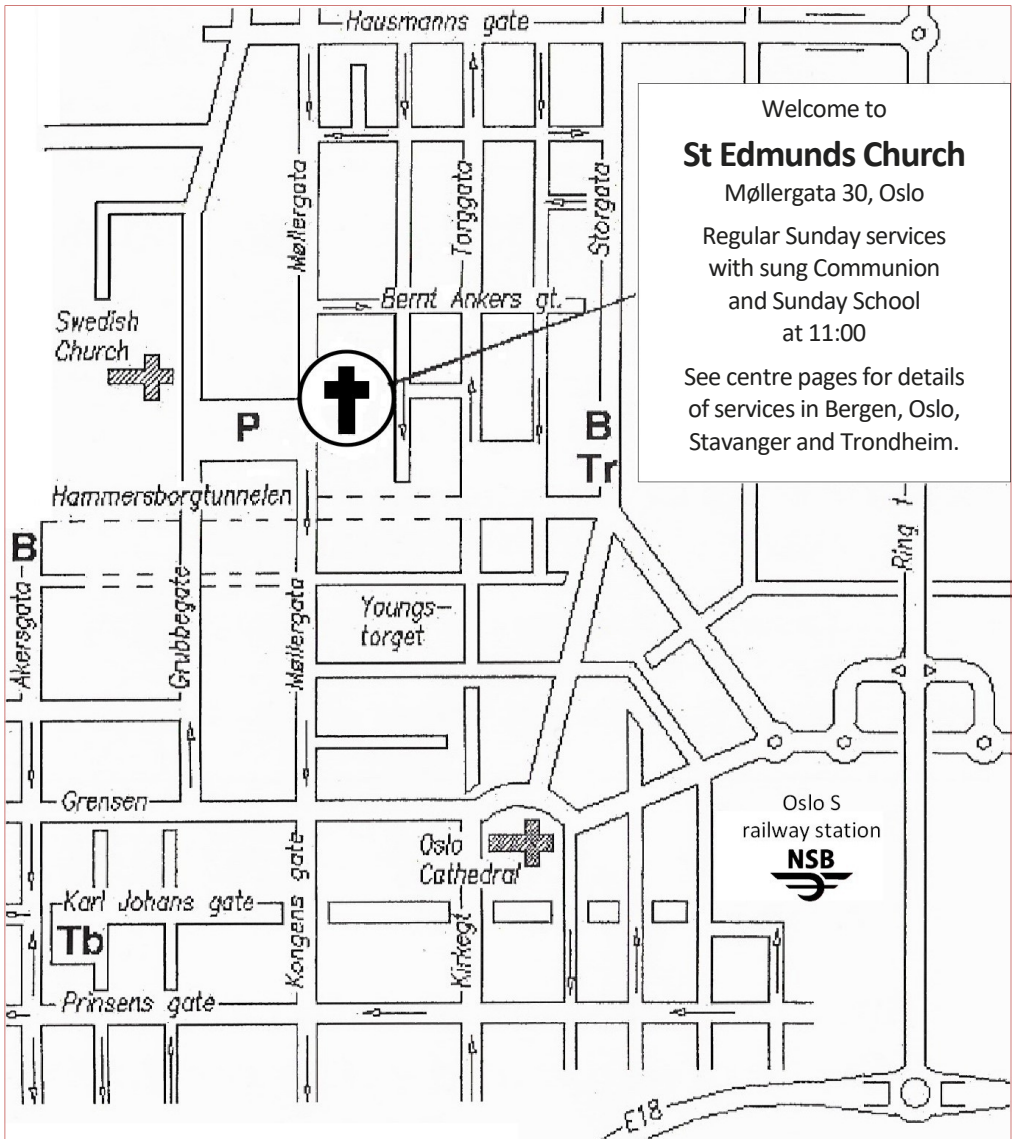 Hausmanns gate
Welcome to
St Edmunds Church
Møllergata 30, Oslo
Regular Sunday services
with sung Communion
and Sunday School
at 11:00
See centre pages for details
of services in Bergen, Oslo,
Stavanger and Trondheim.
Møllergata
Torggata
Storgata
Bernt Ankers gt.
Swedish
Church
P
B
Tr
Hammersborgtunnelen
B
Akersgata
Grubbegate
Møllergata
Youngs-
torget
Ring 1
Grensen
Oslo S
railway station
NSB
Oslo
Cathedral
Karl Johans gate
Tb
Kongens gate
Kirkegt
Prinsens gate
E18